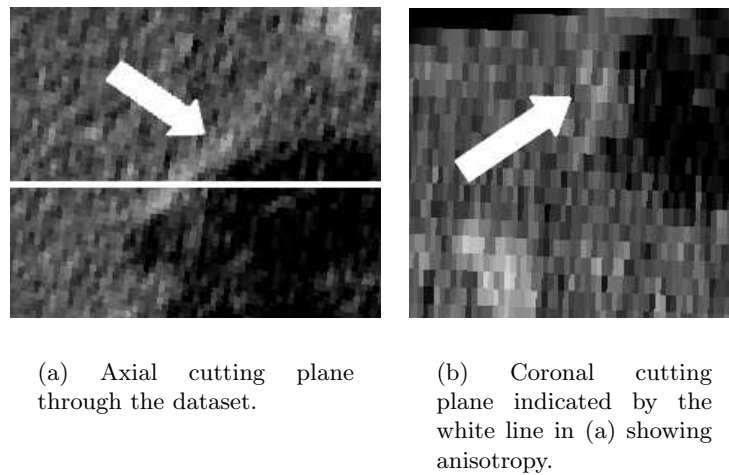 (a) Axial cutting plane
through the dataset.
(b) Coronal cutting
plane indicated by the
white line in (a) showing
anisotropy.